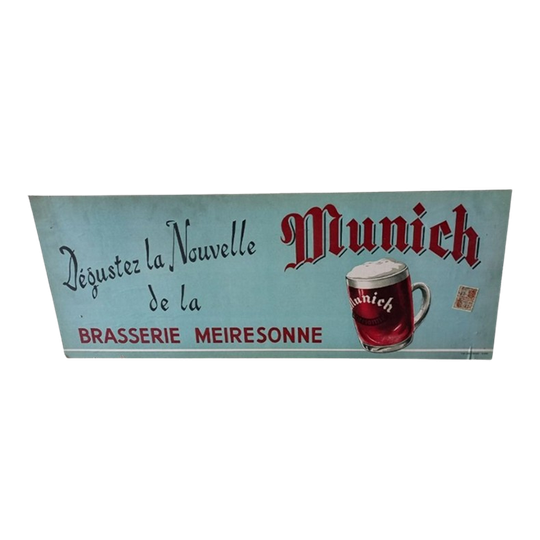 Dégustez la Nouvelle
Munich
de la
BRASSERIE MEIRESONNE
Munich